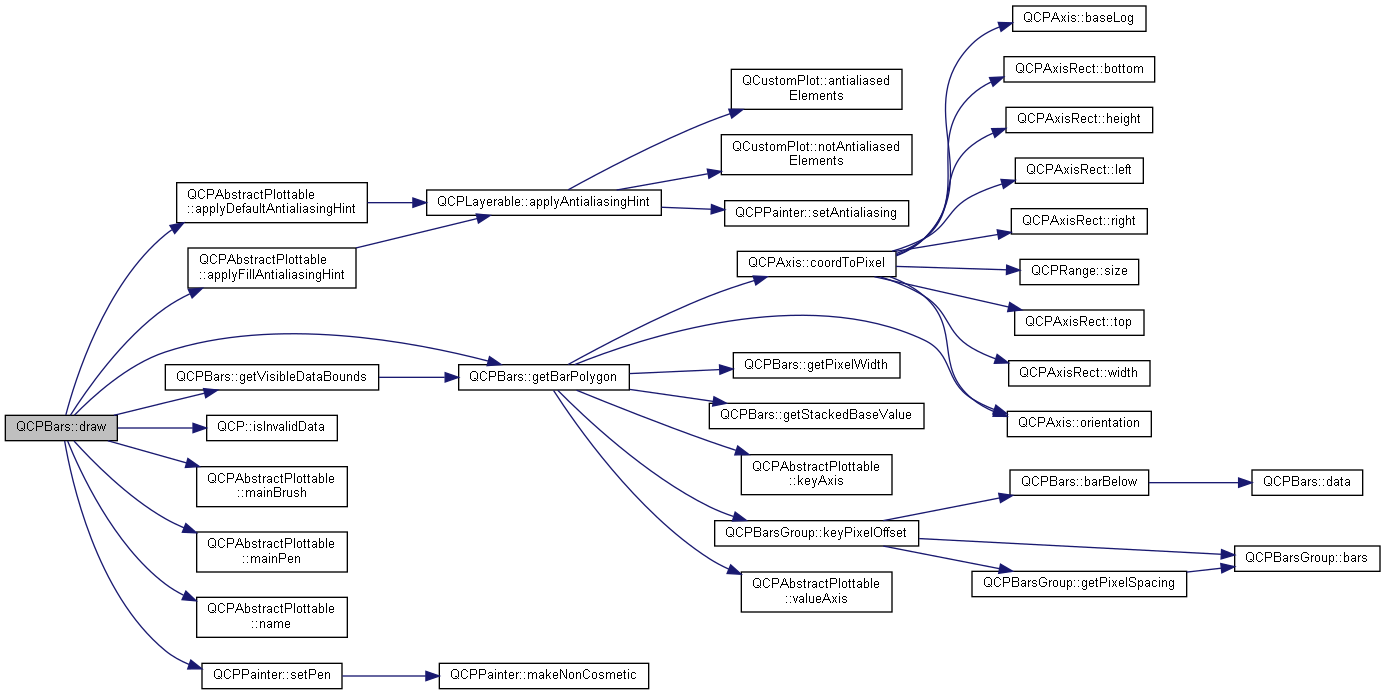 QCPBars::draw
QCPAbstractPlottable
::applyDefaultAntialiasingHint
QCPAbstractPlottable
::applyFillAntialiasingHint
QCPBars::getVisibleDataBounds
QCP::isInvalidData
QCPAbstractPlottable
::mainBrush
QCPAbstractPlottable
::mainPen
QCPAbstractPlottable
::name
QCPPainter::setPen
QCPLayerable::applyAntialiasingHint
QCPBars::getBarPolygon
QCPPainter::makeNonCosmetic
QCustomPlot::antialiased
Elements
QCustomPlot::notAntialiased
Elements
QCPPainter::setAntialiasing
QCPAxis::coordToPixel
QCPBars::getPixelWidth
QCPBars::getStackedBaseValue
QCPAbstractPlottable
::keyAxis
QCPBarsGroup::keyPixelOffset
QCPAbstractPlottable
::valueAxis
QCPAxis::baseLog
QCPAxisRect::bottom
QCPAxisRect::height
QCPAxisRect::left
QCPAxisRect::right
QCPRange::size
QCPAxisRect::top
QCPAxisRect::width
QCPAxis::orientation
QCPBars::barBelow
QCPBarsGroup::getPixelSpacing
QCPBars::data
QCPBarsGroup::bars